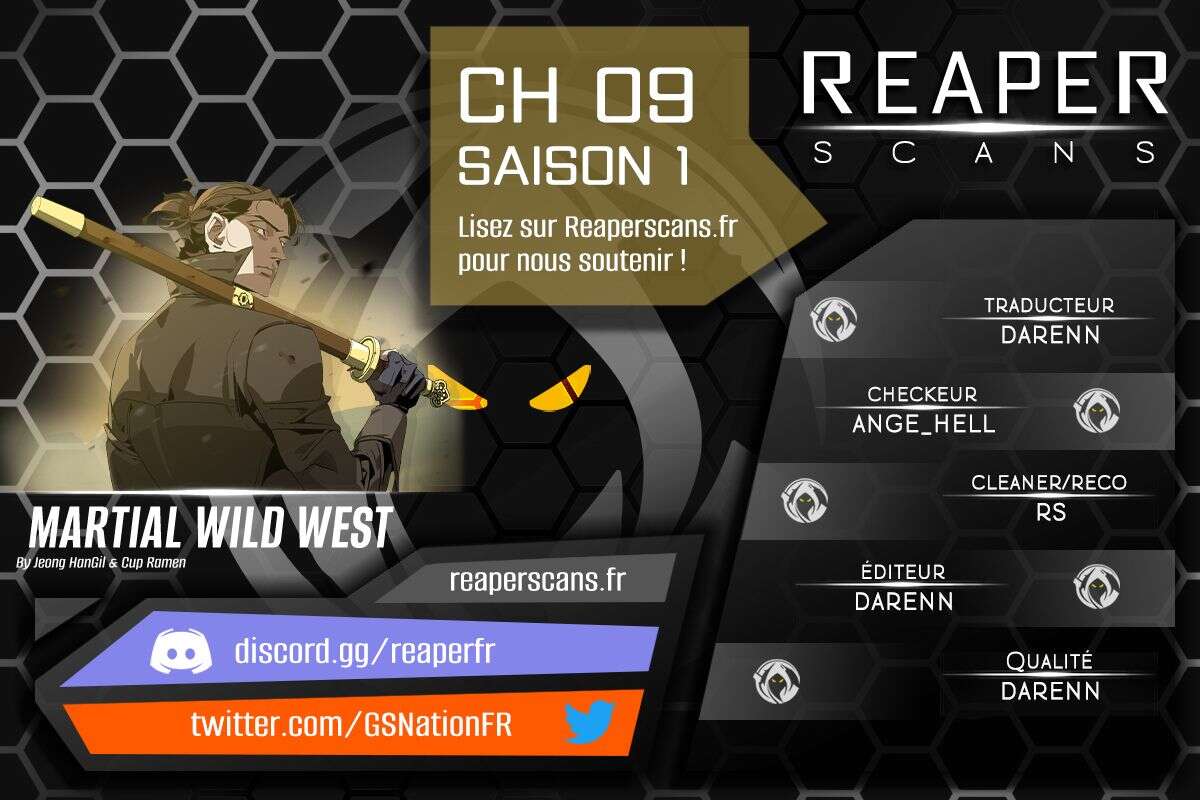 CH 09
SAISON 1
Lisez sur Reaperscans.fr
pour nous soutenir !
REAPER
SCANS
TRADUCTEUR
DARENN
CHECKEUR
ANGE_HELL
CLEANER/RECO
RS
ÉDITEUR
DARENN
QUALITÉ
DARENN
MARTIAL WILD WEST
By Jeong HanGil & Cup Ramen
reaperscans.fr
discord.gg/reaperfr
twitter.com/GSNationFR